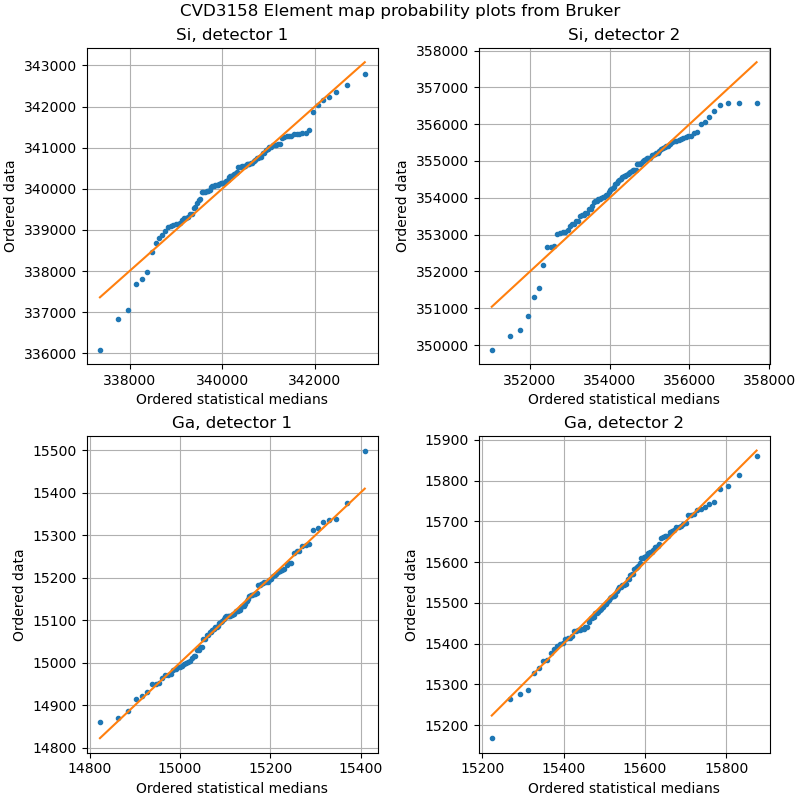 CVD3158 Element map probability plots from Bruker
Si, detector 1
Si, detector 2
343000
342000
341000
340000
339000
338000
337000
336000
Ordered data
338000 340000 342000
Ordered statistical medians
358000
357000
356000
355000
354000
353000
352000
351000
350000
Ordered data
352000 354000 356000 358000
Ordered statistical medians
Ga, detector 1
Ga, detector 2
15500
15400
15300
15200
15100
15000
14900
14800
Ordered data
14800 15000 15200 15400
Ordered statistical medians
15900
15800
15700
15600
15500
15400
15300
15200
Ordered data
15200 15400 15600 15800
Ordered statistical medians